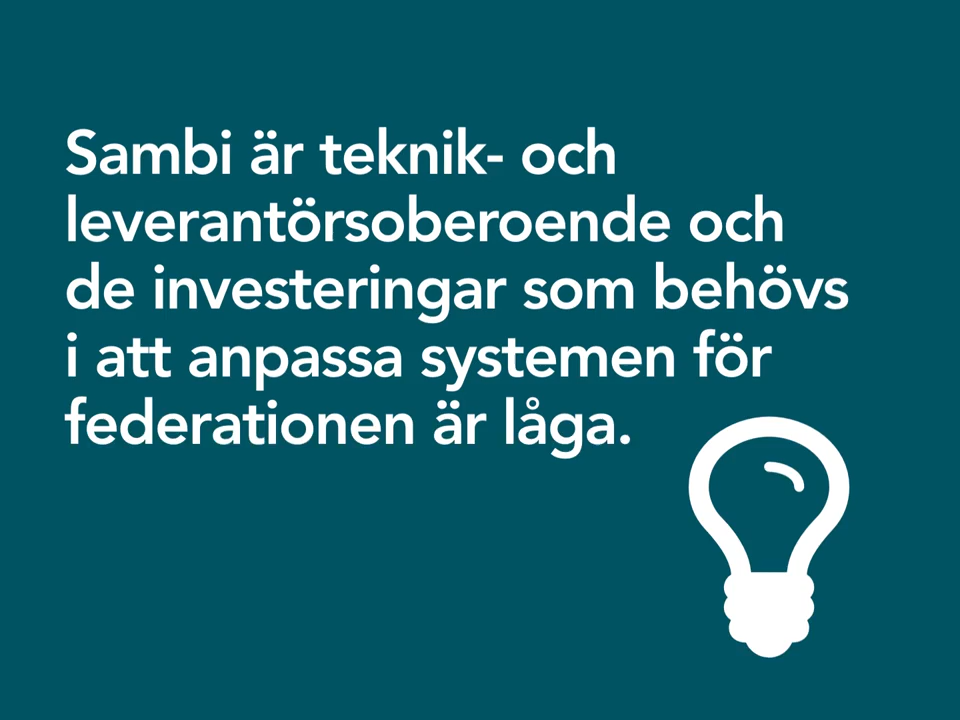 Sambi är teknik- och
leverantörsoberoende och
de investeringar som behövs
i att anpassa systemen för
federationen är låga.